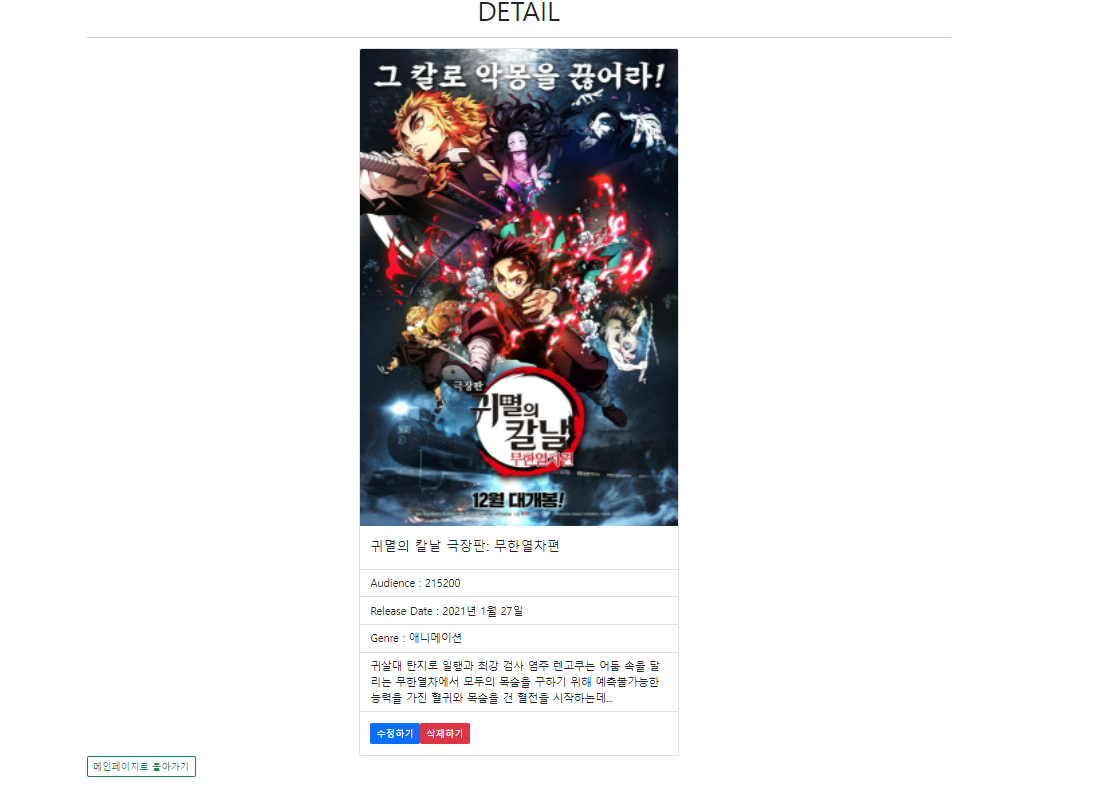 DETAIL
그 칼로 악몽을 끊어라!
극장판
귀멸의
칼날
무한열차편
12월 대개봉!
귀멸의 칼날 극장판: 무한열차편
Audience : 215200
Release Date : 2021년 1월 27일
Genre : 애니메이션
귀살대 탄지로 일행과 최강 검사 염주 렌고쿠는 어둠 속을 달
리는 무한열차에서 모두의 목숨을 구하기 위해 예측불가능한
능력을 가진 혈귀와 목숨을 건 혈전을 시작하는데...
수정하기 삭제하기
메인페이지로 돌아가기